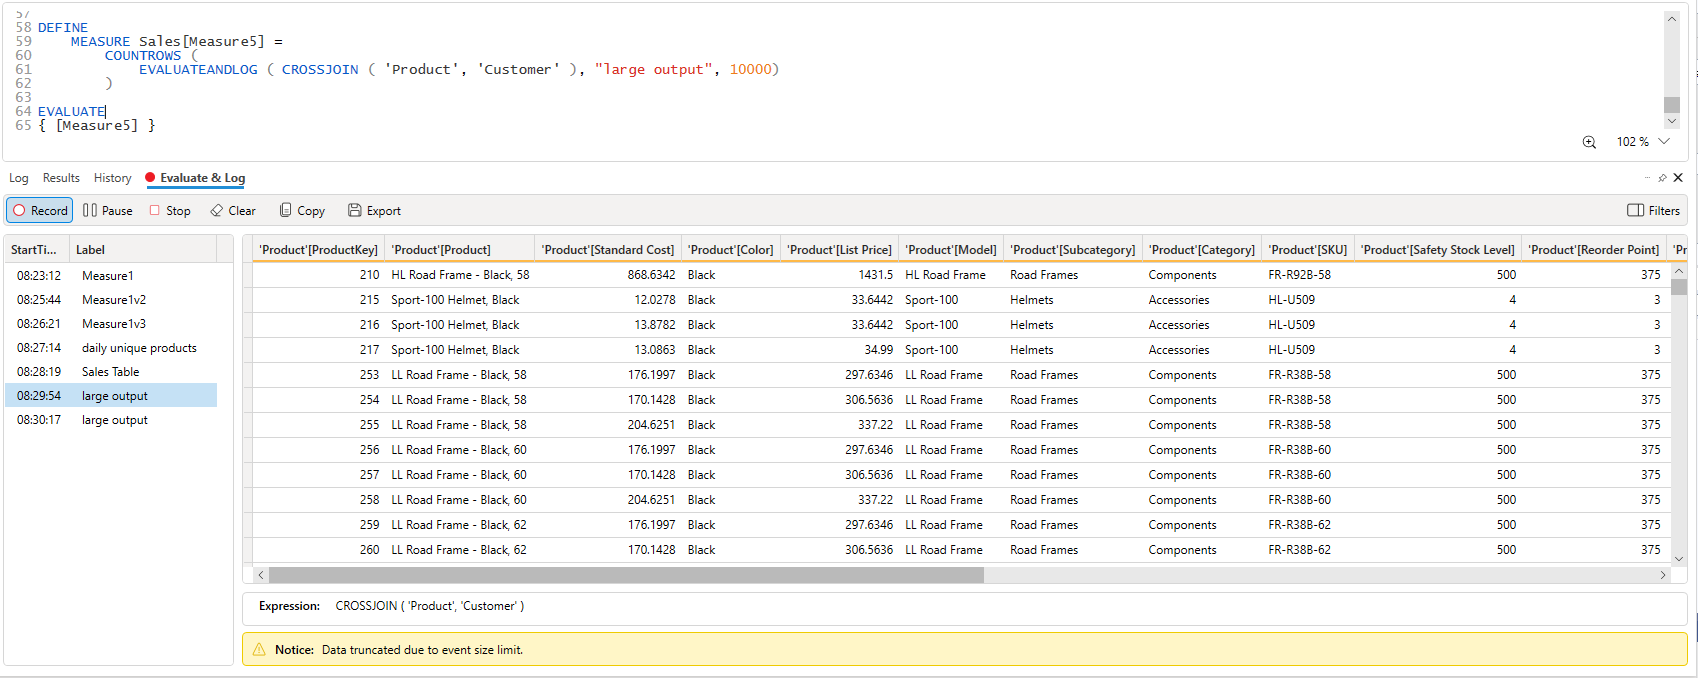 57
58 DEFINE
59 MEASURE Sales[Measure5] =
60 COUNTROWS (
61 EVALUATEANDLOG ( CROSSJOIN ( 'Product', 'Customer' ), "large output", 10000)
62 )
63
64 EVALUATE
65 { [Measure5] }
102 %
Log Results History Evaluate & Log
Record Pause Stop Clear Copy Export Filters
StartTi... Label
08:23:12 Measure1
08:25:44 Measure1v2
08:26:21 Measure1v3
08:27:14 daily unique products
08:28:19 Sales Table
08:29:54 large output
08:30:17 large output
'Product'[ProductKey] 'Product'[Product] 'Product'[Standard Cost] 'Product'[Color] 'Product'[List Price] 'Product'[Model] 'Product'[Subcategory] 'Product'[Category] 'Product'[SKU] 'Product'[Safety Stock Level] 'Product'[Reorder Point] 'Pr
210 HL Road Frame - Black, 58 868.6342 Black 1431.5 HL Road Frame Road Frames Components FR-R92B-58 500 375
215 Sport-100 Helmet, Black 12.0278 Black 33.6442 Sport-100 Helmets Accessories HL-U509 4 3
216 Sport-100 Helmet, Black 13.8782 Black 33.6442 Sport-100 Helmets Accessories HL-U509 4 3
217 Sport-100 Helmet, Black 13.0863 Black 34.99 Sport-100 Helmets Accessories HL-U509 4 3
253 LL Road Frame - Black, 58 176.1997 Black 297.6346 LL Road Frame Road Frames Components FR-R38B-58 500 375
254 LL Road Frame - Black, 58 170.1428 Black 306.5636 LL Road Frame Road Frames Components FR-R38B-58 500 375
255 LL Road Frame - Black, 58 204.6251 Black 337.22 LL Road Frame Road Frames Components FR-R38B-58 500 375
256 LL Road Frame - Black, 60 176.1997 Black 297.6346 LL Road Frame Road Frames Components FR-R38B-60 500 375
257 LL Road Frame - Black, 60 170.1428 Black 306.5636 LL Road Frame Road Frames Components FR-R38B-60 500 375
258 LL Road Frame - Black, 60 204.6251 Black 337.22 LL Road Frame Road Frames Components FR-R38B-60 500 375
259 LL Road Frame - Black, 62 176.1997 Black 297.6346 LL Road Frame Road Frames Components FR-R38B-62 500 375
260 LL Road Frame - Black, 62 170.1428 Black 306.5636 LL Road Frame Road Frames Components FR-R38B-62 500 375
Expression: CROSSJOIN ( 'Product', 'Customer' )
Notice: Data truncated due to event size limit.